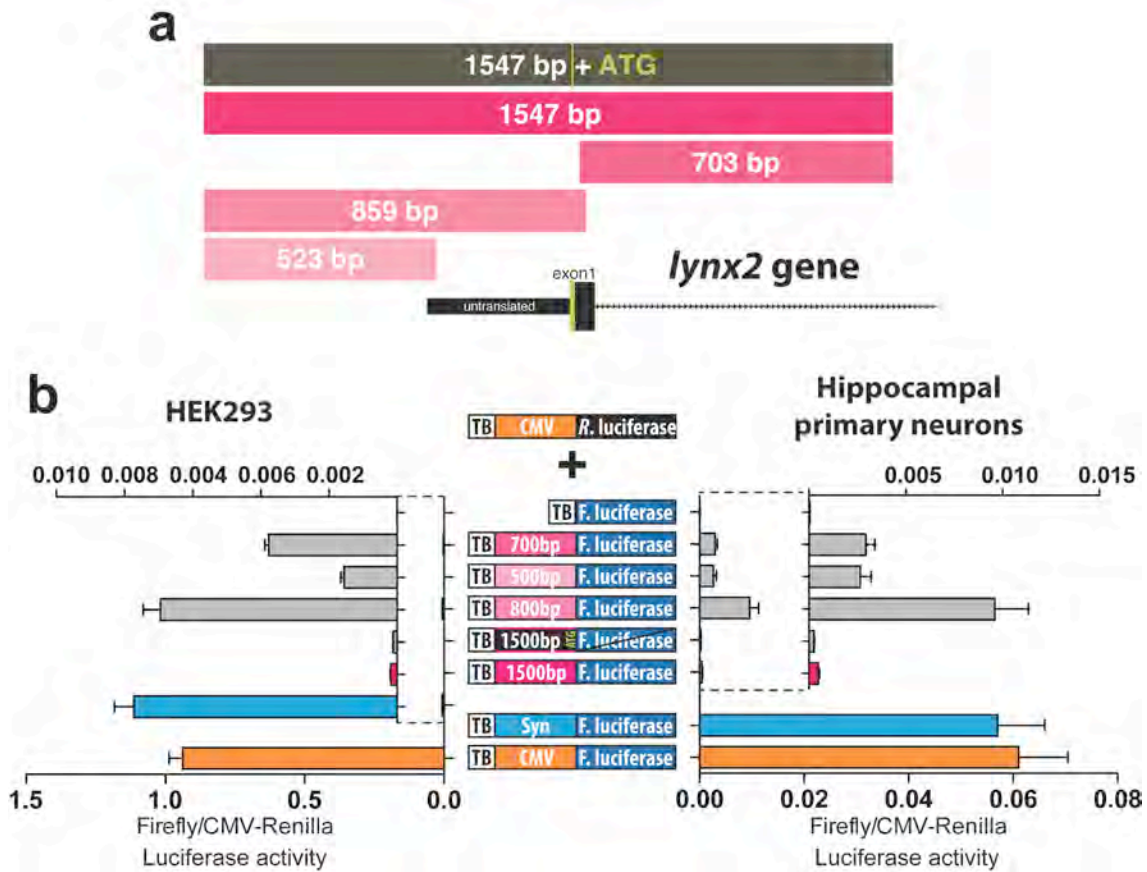 a
1547 bp + ATG
1547 bp
703 bp
859 bp
523 bp
exon1
lynx2 gene
untranslated
b
HEK293
Hippocampal
primary neurons
TB CMV R. luciferase
+
0.010 0.008 0.004 0.006 0.002
0.005 0.010 0.015
TB F. luciferase
TB 700bp F. luciferase
TB 500bp F. luciferase
TB 800bp F. luciferase
TB 1500bp ATG F. luciferase
TB 1500bp F. luciferase
TB Syn F. luciferase
TB CMV F. luciferase
1.5 1.0 0.5 0.0
0.00 0.02 0.04 0.06 0.08
Firefly/CMV-Renilla
Luciferase activity
Firefly/CMV-Renilla
Luciferase activity